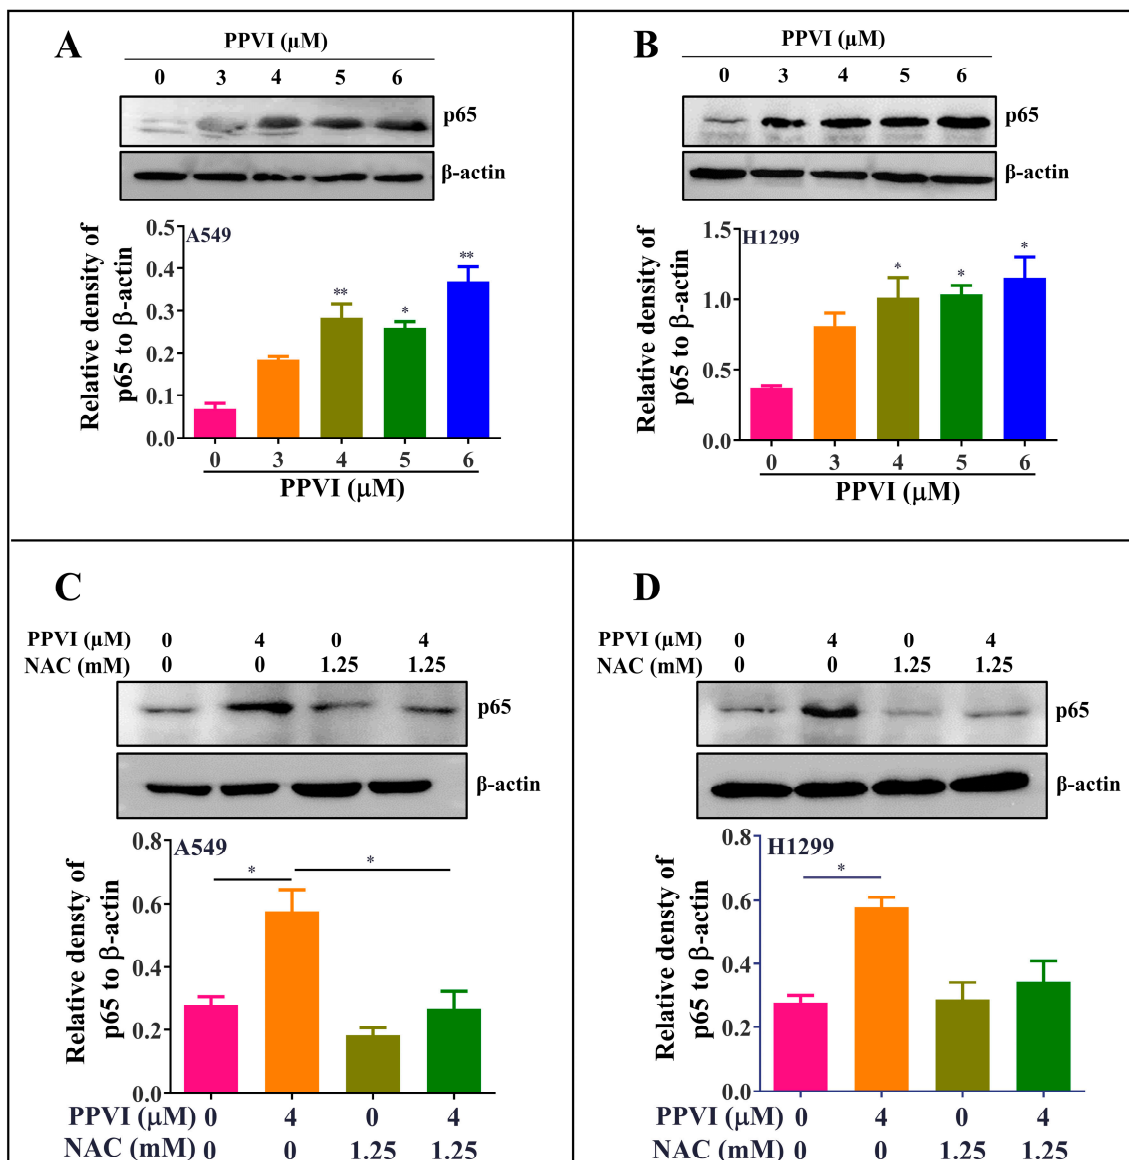 A
PPVI (μM)
0 3 4 5 6
p65
β-actin
Relative density of
p65 to β-actin
A549
0.5
0.4
0.3
0.2
0.1
0.0
** * **
0 3 4 5 6
PPVI (μM)
B
PPVI (μM)
0 3 4 5 6
p65
β-actin
Relative density of
p65 to β-actin
H1299
1.5
1.0
0.5
0.0
* * *
0 3 4 5 6
PPVI (μM)
C
PPVI (μM) 0 4 0 4
NAC (mM) 0 0 1.25 1.25
p65
β-actin
Relative densty of
p65 to β-actin
A549
0.8
0.6
0.4
0.2
0.0
* *
PPVI (μM) 0 4 0 4
NAC (mM) 0 0 1.25 1.25
D
PPVI (μM) 0 4 0 4
NAC (mM) 0 0 1.25 1.25
p65
β-actin
Relative density of
p65 to β-actin
H1299
0.8
0.6
0.4
0.2
0.0
*
PPVI (μM) 0 4 0 4
NAC (mM) 0 0 1.25 1.25